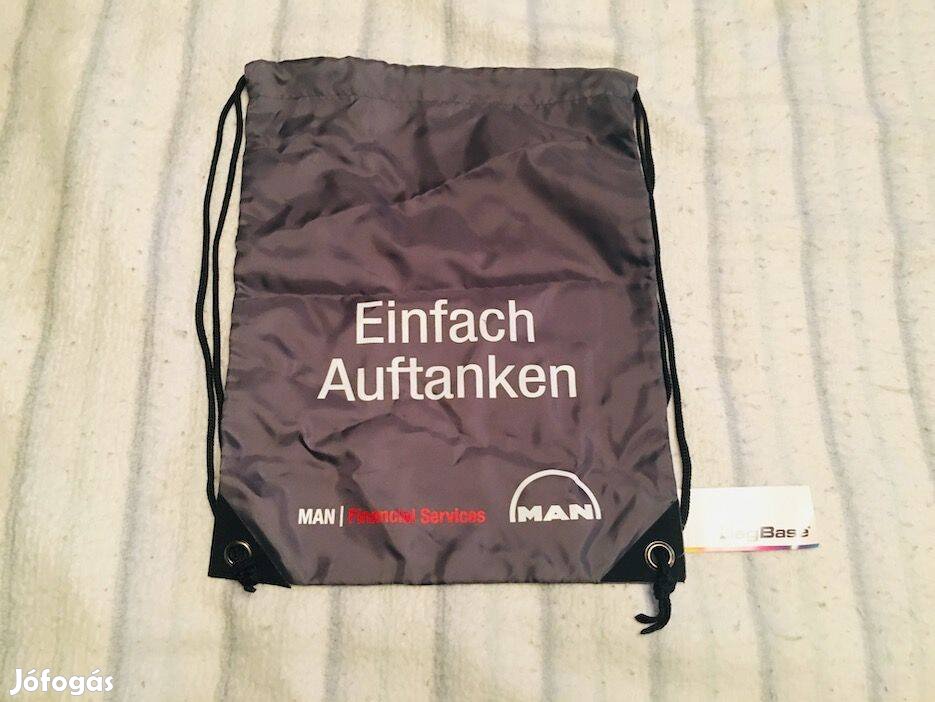 Einfach
Auftanken
MAN | Financial Services
MAN
BagBase®
Jófogás